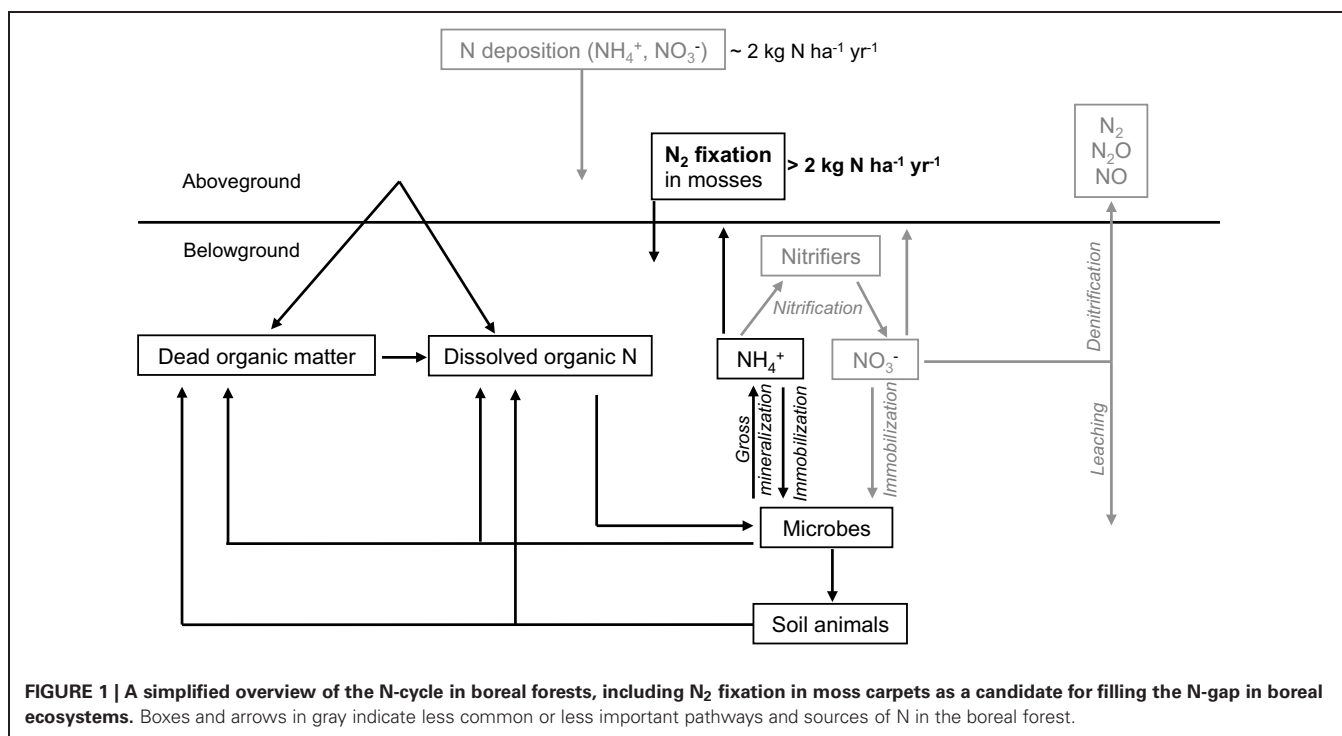 N deposition (NH₄⁺, NO₃⁻) ~ 2 kg N ha⁻¹ yr⁻¹
N₂
N₂O
NO
N₂ fixation
in mosses
> 2 kg N ha⁻¹ yr⁻¹
Aboveground
Belowground
Nitrifiers
Nitrification
Denitrification
Dead organic matter
Dissolved organic N
NH₄⁺
NO₃⁻
Gross
mineralization
Immobilization
Immobilization
Leaching
Microbes
Soil animals
FIGURE 1 | A simplified overview of the N-cycle in boreal forests, including N₂ fixation in moss carpets as a candidate for filling the N-gap in boreal
ecosystems. Boxes and arrows in gray indicate less common or less important pathways and sources of N in the boreal forest.